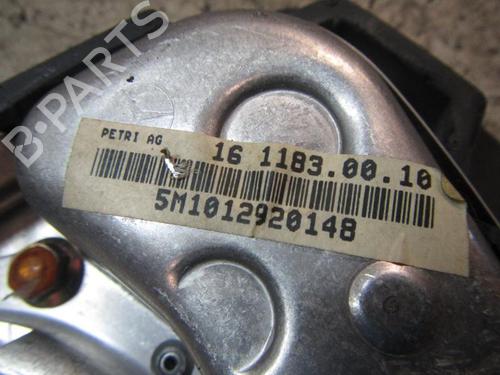 B-PARTS
PETRI AG
16 1183.00.10
5M1012920148